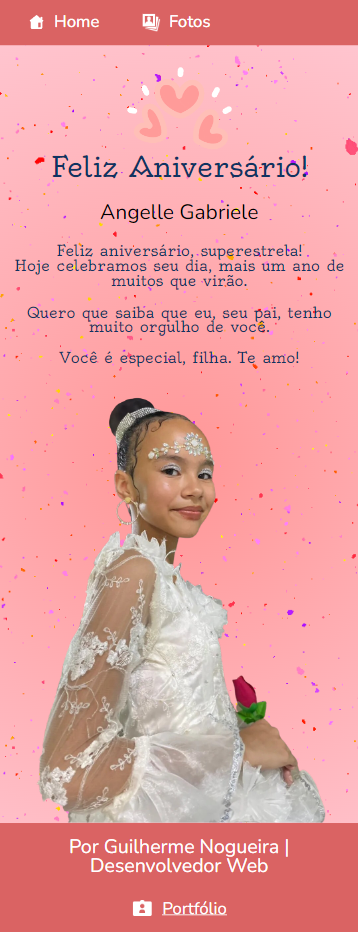 Home Fotos
Feliz Aniversário!
Angelle Gabriele
Feliz aniversário, superestrela!
Hoje celebramos seu dia, mais um ano de
muitos que virão.
Quero que saiba que eu, seu pai, tenho
muito orgulho de você.
Você é especial, filha. Te amo!
Por Guilherme Nogueira |
Desenvolvedor Web
Portfólio